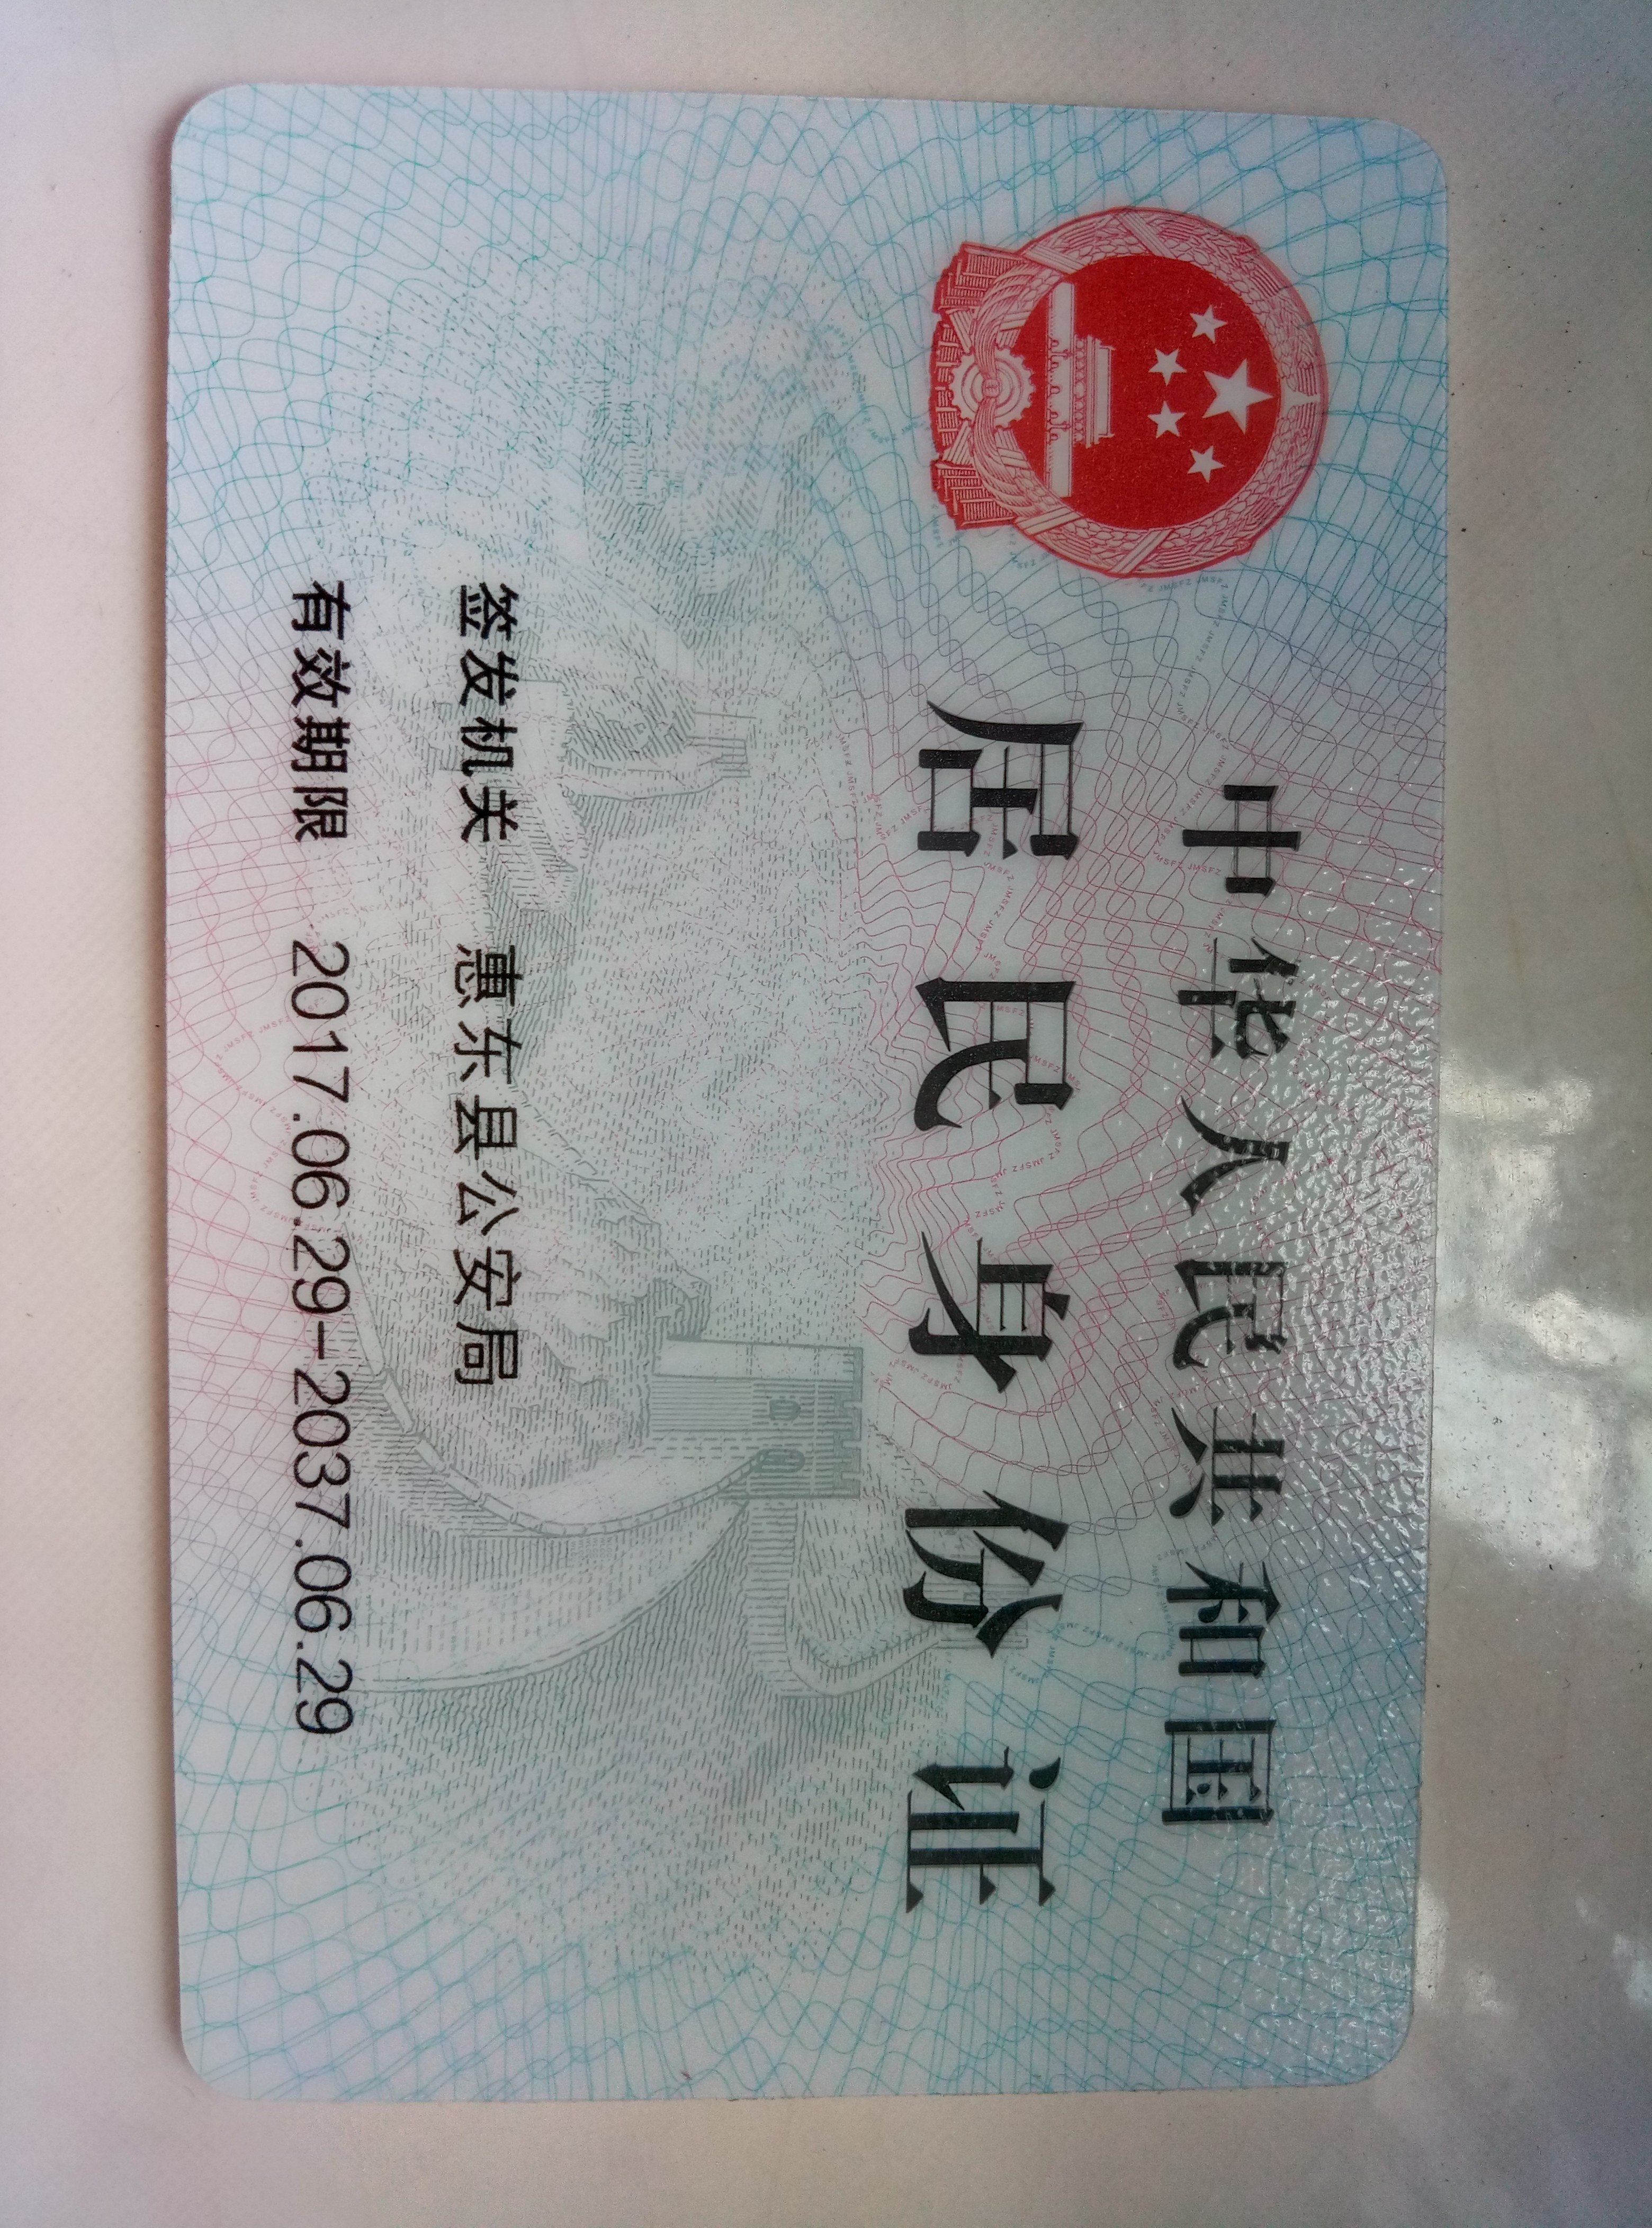 中华人民共和国
居民身份证
签发机关 惠东县公安局
有效期限 2017.06.29-2037.06.29